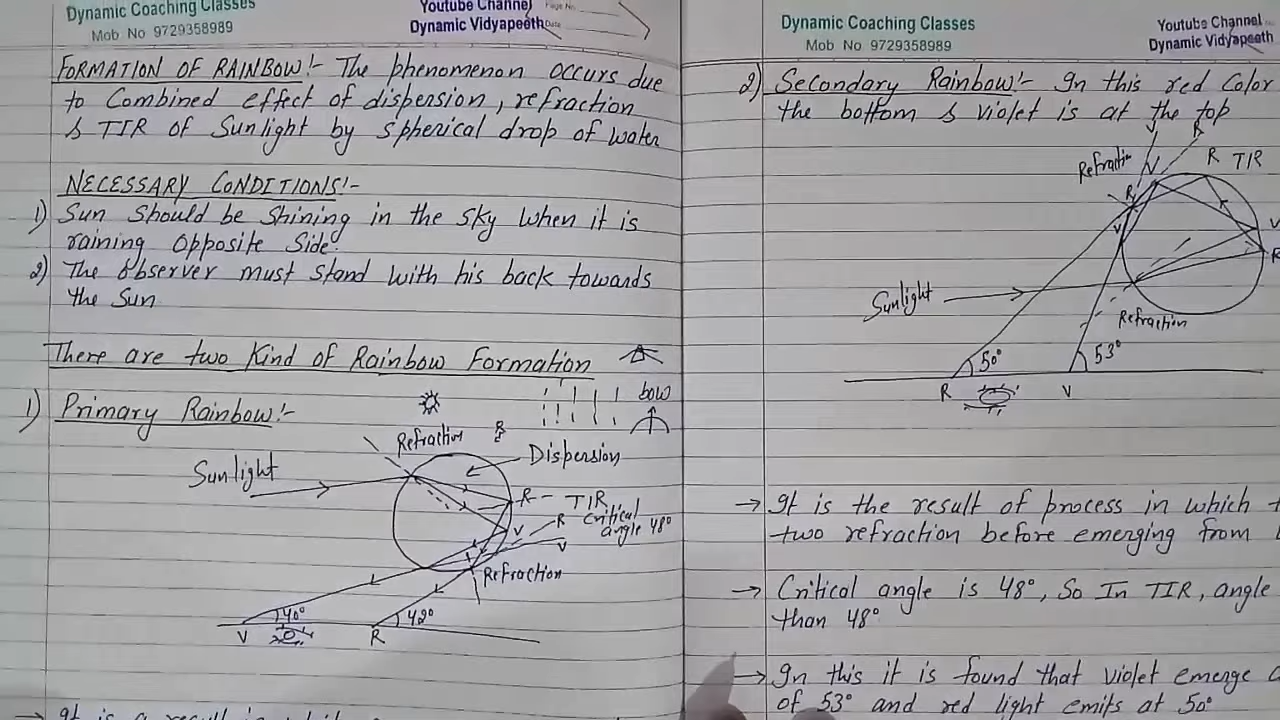 Dynamic Coaching Classes
Mob No 9729358989
Youtube Channel
Dynamic Vidyapeeth
Page No.
Date
FORMATION OF RAINBOW:- The phenomenon occurs due
to Combined effect of dispersion, refraction
& TIR of Sunlight by spherical drop of water
NECESSARY CONDITIONS:-
1) Sun should be shining in the sky when it is
raining opposite side.
2) The observer must stand with his back towards
the Sun
There are two Kind of Rainbow Formation
1) Primary Rainbow:-
bow
Refraction
Dispersion
Sunlight
R - TIR
R Critical
angle 48°
V
V
V
Refraction
40°
42°
V
R
Dynamic Coaching Classes
Mob No 9729358989
Youtube Channel
Dynamic Vidyapeeth
2) Secondary Rainbow:- In this red Color
the bottom & violet is at the top
V
R
Refraction
V
R TIR
R
V
V
R
Sunlight
Refraction
50°
53°
R
V
→ It is the result of process in which
two refraction before emerging from
→ Critical angle is 48°, So In TIR, angle
than 48°
→ In this it is found that violet emerge
of 53° and red light emits at 50°